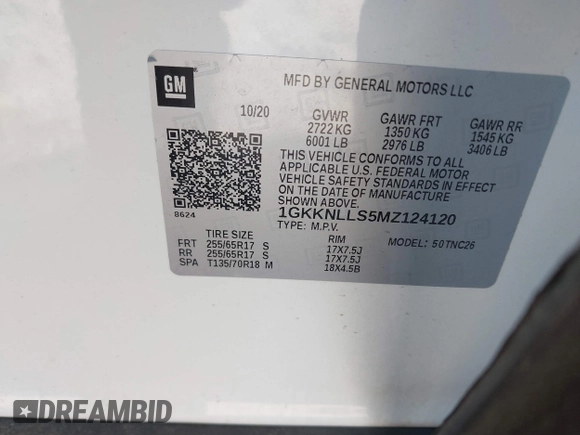 GM
MFD BY GENERAL MOTORS LLC
10/20 GVWR GAWR FRT GAWR RR
2722 KG 1350 KG 1545 KG
6001 LB 2976 LB 3406 LB
THIS VEHICLE CONFORMS TO ALL
APPLICABLE U.S. FEDERAL MOTOR
VEHICLE SAFETY STANDARDS IN EFFECT
ON THE DATE OF MANUFACTURE SHOWN ABOVE.
8624 1GKKNLLS5MZ124120
TYPE: M.P.V.
TIRE SIZE RIM MODEL: 50TNC26
FRT 255/65R17 S 17X7.5J
RR 255/65R17 S 17X7.5J
SPA T135/70R18 M 18X4.5B
DREAMBID